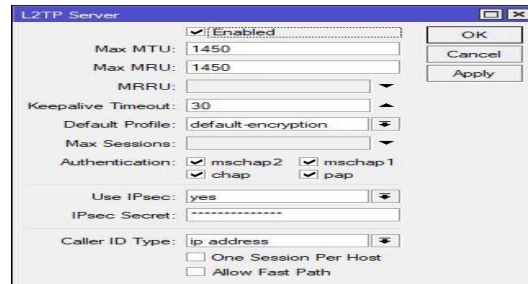 L2TP Server
Enabled
OK
Max MTU: 1450
Cancel
Max MRU: 1450
Apply
MRRU:
Keepalive Timeout: 30
Default Profile: default-encryption
Max Sessions:
Authentication: mschap2 mschap1
chap pap
Use IPsec: yes
IPsec Secret: **************
Caller ID Type: ip address
One Session Per Host
Allow Fast Path